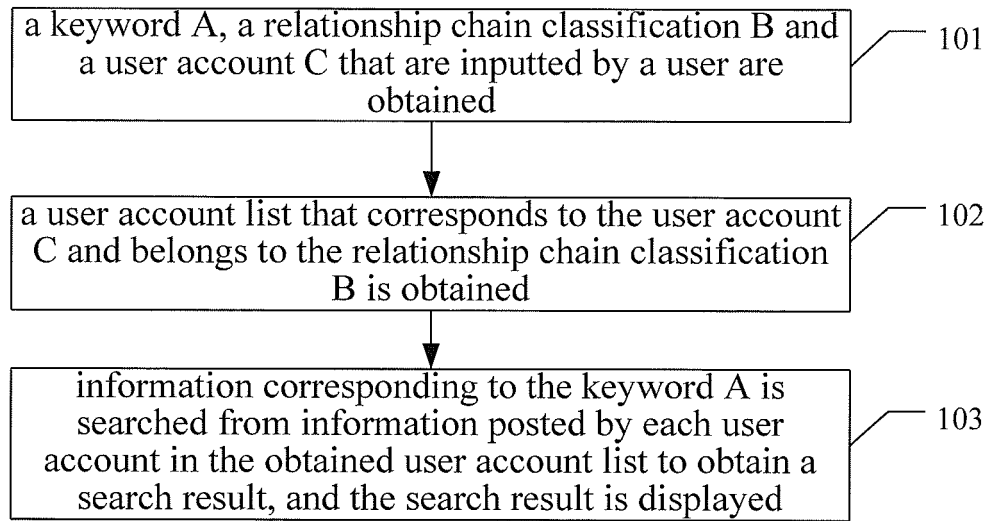 a keyword A, a relationship chain classification B and
a user account C that are inputted by a user are
obtained
101
a user account list that corresponds to the user account
C and belongs to the relationship chain classification
B is obtained
102
information corresponding to the keyword A is
searched from information posted by each user
account in the obtained user account list to obtain a
search result, and the search result is displayed
103